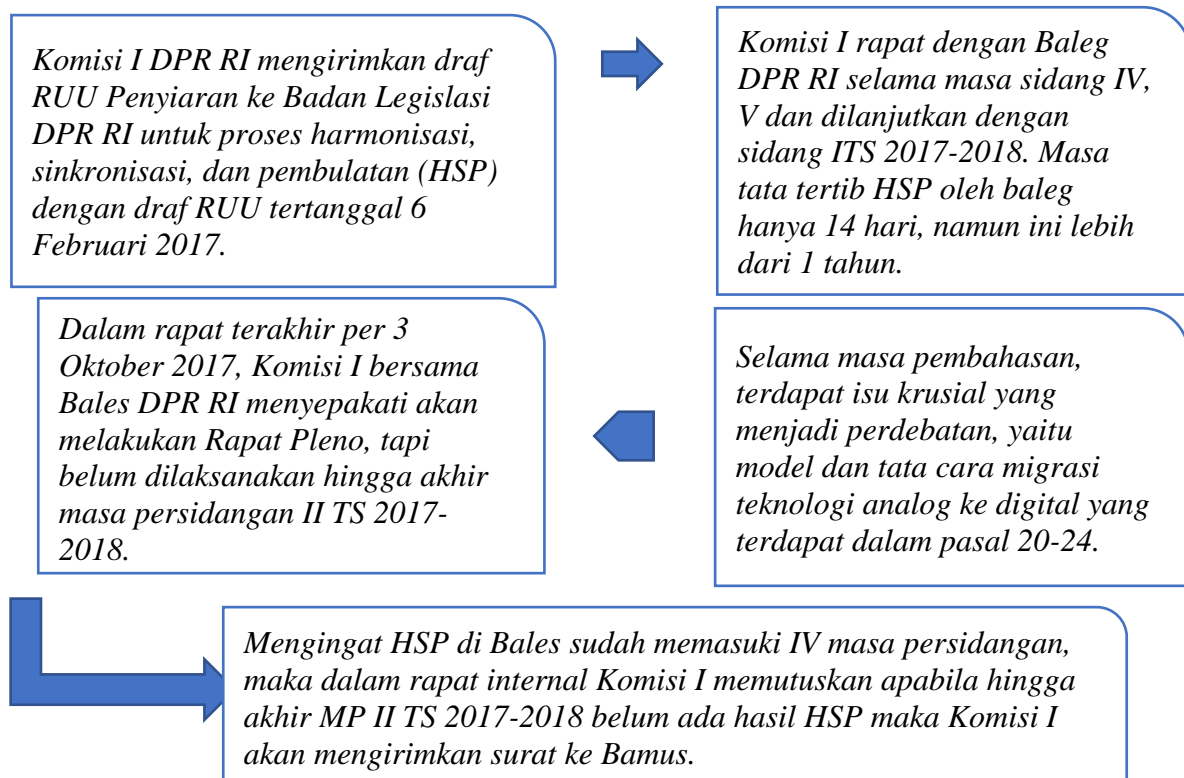 Komisi I DPR RI mengirimkan draf
RUU Penyiaran ke Badan Legislasi
DPR RI untuk proses harmonisasi,
sinkronisasi, dan pembulatan (HSP)
dengan draf RUU tertanggal 6
Februari 2017.
Komisi I rapat dengan Baleg
DPR RI selama masa sidang IV,
V dan dilanjutkan dengan
sidang ITS 2017-2018. Masa
tata tertib HSP oleh baleg
hanya 14 hari, namun ini lebih
dari 1 tahun.
Selama masa pembahasan,
terdapat isu krusial yang
menjadi perdebatan, yaitu
model dan tata cara migrasi
teknologi analog ke digital yang
terdapat dalam pasal 20-24.
Dalam rapat terakhir per 3
Oktober 2017, Komisi I bersama
Bales DPR RI menyepakati akan
melakukan Rapat Pleno, tapi
belum dilaksanakan hingga akhir
masa persidangan II TS 2017-
2018.
Mengingat HSP di Bales sudah memasuki IV masa persidangan,
maka dalam rapat internal Komisi I memutuskan apabila hingga
akhir MP II TS 2017-2018 belum ada hasil HSP maka Komisi I
akan mengirimkan surat ke Bamus.